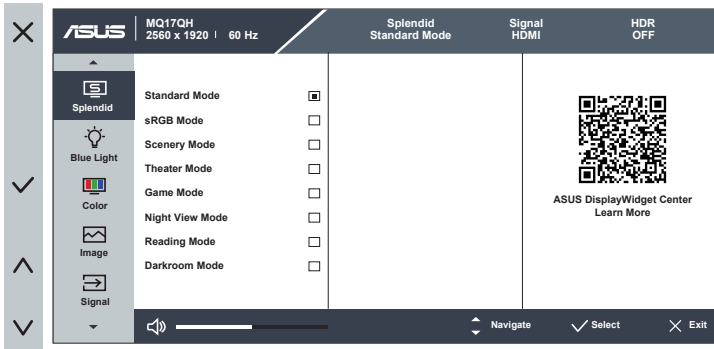 ASUS
MQ17QH
2560 x 1920 | 60 Hz
Splendid
Standard Mode
Signal
HDMI
HDR
OFF
S
Splendid
Blue Light
Color
Image
Signal
Standard Mode
sRGB Mode
Scenery Mode
Theater Mode
Game Mode
Night View Mode
Reading Mode
Darkroom Mode
ASUS DisplayWidget Center
Learn More
Navigate
Select
Exit